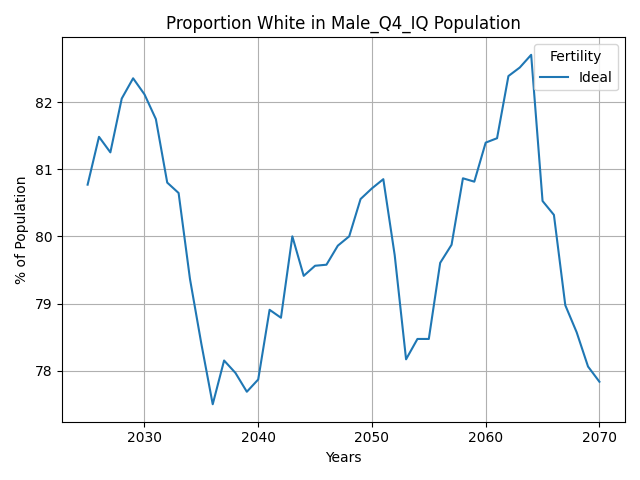 Proportion White in Male_Q4_IQ Population
Fertility
Ideal
% of Population
82
81
80
79
78
2030 2040 2050 2060 2070
Years